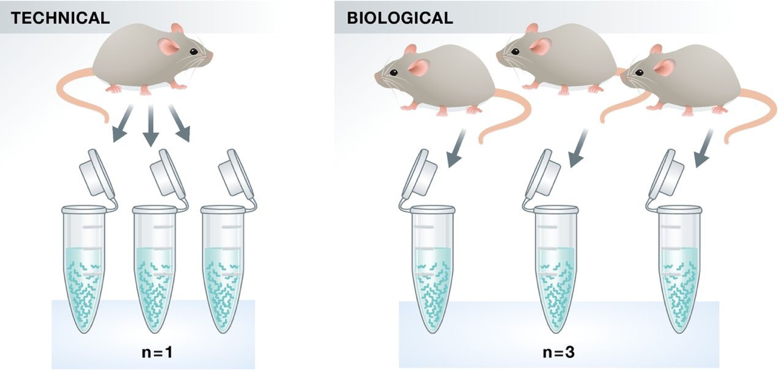 TECHNICAL
BIOLOGICAL
n=1
n=3